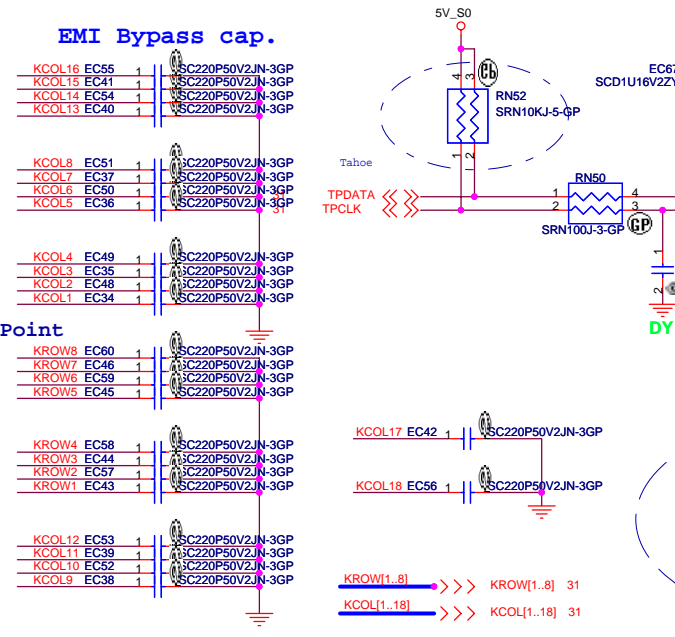 EMI Bypass cap.
KCOL16 EC55 1 SC220P50V2JN-3GP
KCOL15 EC41 1 SC220P50V2JN-3GP
KCOL14 EC54 1 SC220P50V2JN-3GP
KCOL13 EC40 1 SC220P50V2JN-3GP
KCOL8 EC51 1 SC220P50V2JN-3GP
KCOL7 EC37 1 SC220P50V2JN-3GP
KCOL6 EC50 1 SC220P50V2JN-3GP
KCOL5 EC36 1 SC220P50V2JN-3GP
31
KCOL4 EC49 1 SC220P50V2JN-3GP
KCOL3 EC35 1 SC220P50V2JN-3GP
KCOL2 EC48 1 SC220P50V2JN-3GP
KCOL1 EC34 1 SC220P50V2JN-3GP
Point
KROW8 EC60 1 SC220P50V2JN-3GP
KROW7 EC46 1 SC220P50V2JN-3GP
KROW6 EC59 1 SC220P50V2JN-3GP
KROW5 EC45 1 SC220P50V2JN-3GP
KROW4 EC58 1 SC220P50V2JN-3GP
KROW3 EC44 1 SC220P50V2JN-3GP
KROW2 EC57 1 SC220P50V2JN-3GP
KROW1 EC43 1 SC220P50V2JN-3GP
KCOL12 EC53 1 SC220P50V2JN-3GP
KCOL11 EC39 1 SC220P50V2JN-3GP
KCOL10 EC52 1 SC220P50V2JN-3GP
KCOL9 EC38 1 SC220P50V2JN-3GP
5V_S0
4 3
RN52
SRN10KJ-5-GP
1 2
EC67
SCD1U16V2ZY
Tahoe
TPDATA
TPCLK
RN50
1 4
2 3
SRN100J-3-GP
GP
1
2
DY
KCOL17 EC42 1 SC220P50V2JN-3GP
KCOL18 EC56 1 SC220P50V2JN-3GP
KROW[1..8] KROW[1..8] 31
KCOL[1..18] KCOL[1..18] 31